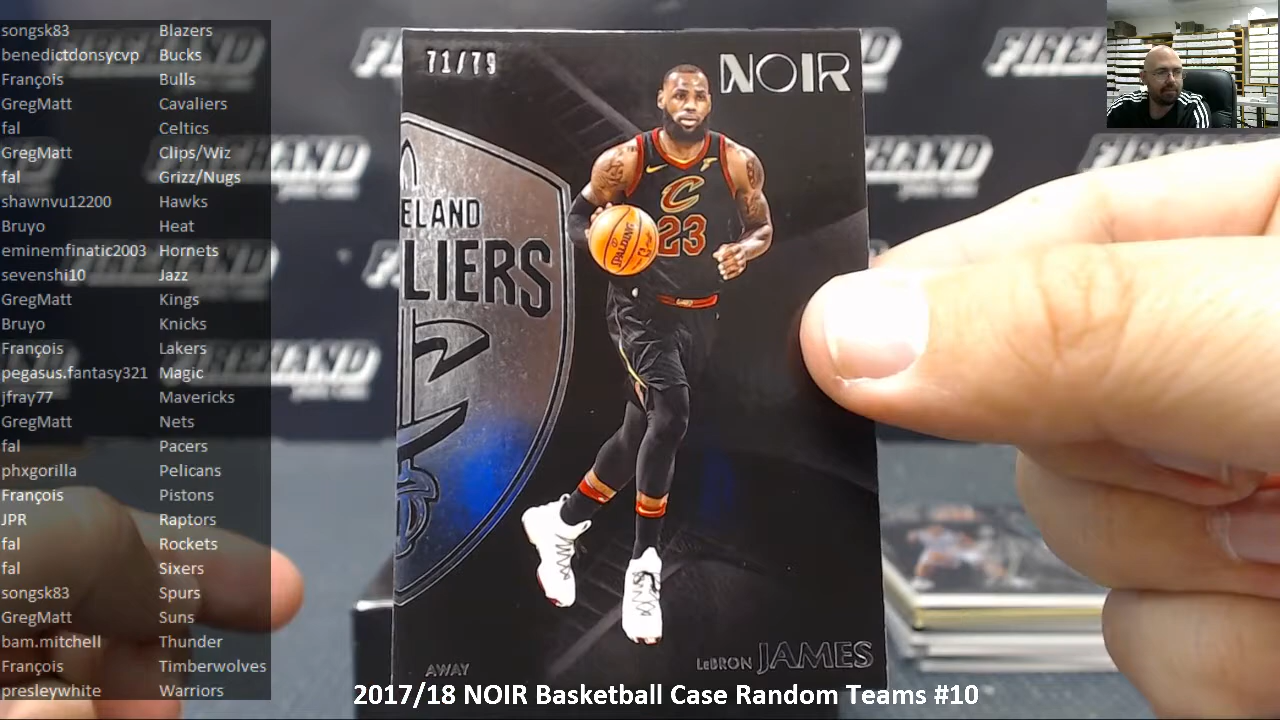 songsk83 Blazers
benedictdonsycvp Bucks
François Bulls
GregMatt Cavaliers
fal Celtics
GregMatt Clips/Wiz
fal Grizz/Nugs
shawnvu12200 Hawks
Bruyo Heat
eminemfinatic2003 Hornets
sevenshi10 Jazz
GregMatt Kings
Bruyo Knicks
François Lakers
pegasus.fantasy321 Magic
jfray77 Mavericks
GregMatt Nets
fal Pacers
phxgorilla Pelicans
François Pistons
JPR Raptors
fal Rockets
fal Sixers
songsk83 Spurs
GregMatt Suns
bam.mitchell Thunder
François Timberwolves
presleywhite Warriors
71/79
NOIR
ELAND
LIERS
C
23
SPALDING
AWAY
LeBRON JAMES
FIREHAND
FIREHAND
2017/18 NOIR Basketball Case Random Teams #10